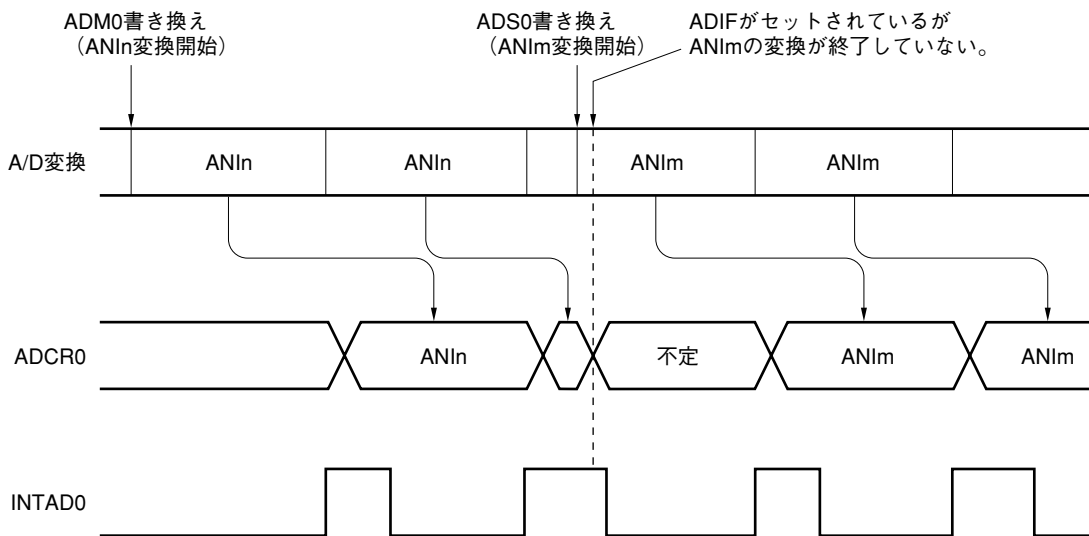 ADM0書き換え
（ANIn変換開始）
ADS0書き換え
（ANIm変換開始）
ADIFがセットされているが
ANImの変換が終了していない。
A/D変換
ANIn
ANIn
ANIm
ANIm
ADCR0
ANIn
不定
ANIm
ANIm
INTAD0